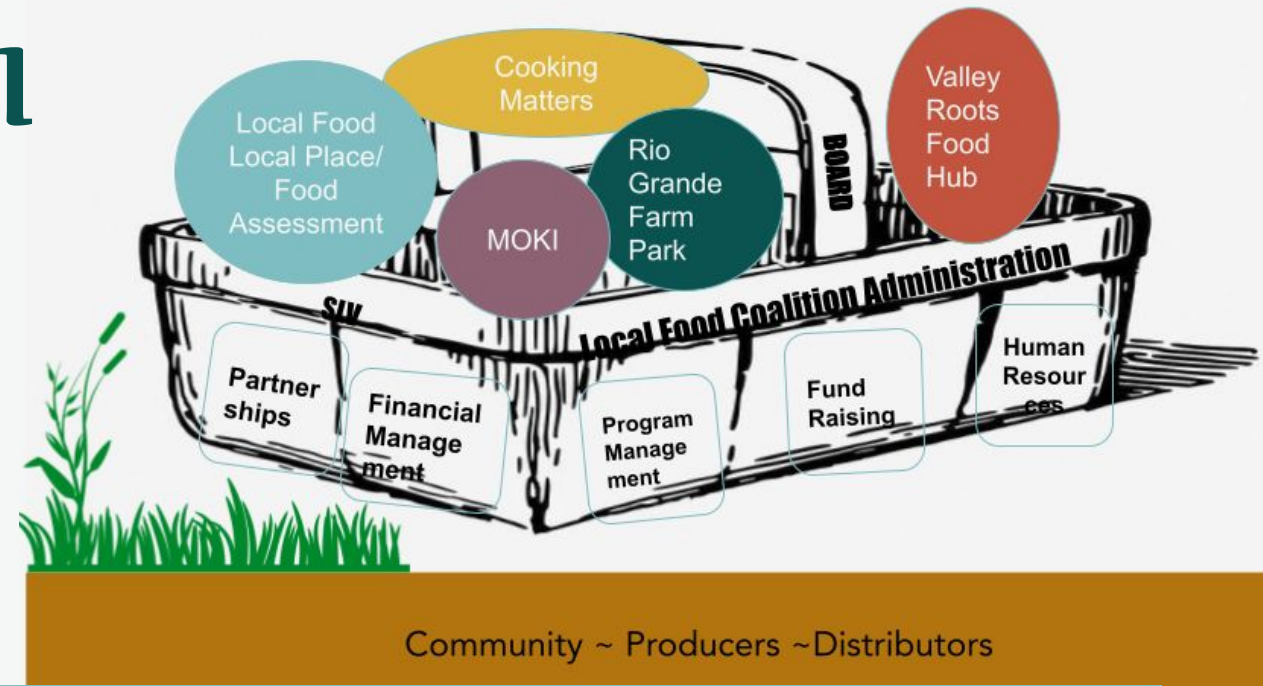 l
Cooking
Matters
Local Food
Local Place/
Food
Assessment
MOKI
Rio
Grande
Farm
Park
BOARD
Valley
Roots
Food
Hub
SLV
Local Food Coalition Administration
Partner
ships
Financial
Manage
ment
Program
Manage
ment
Fund
Raising
Human
Resour
ces
Community ~ Producers ~Distributors